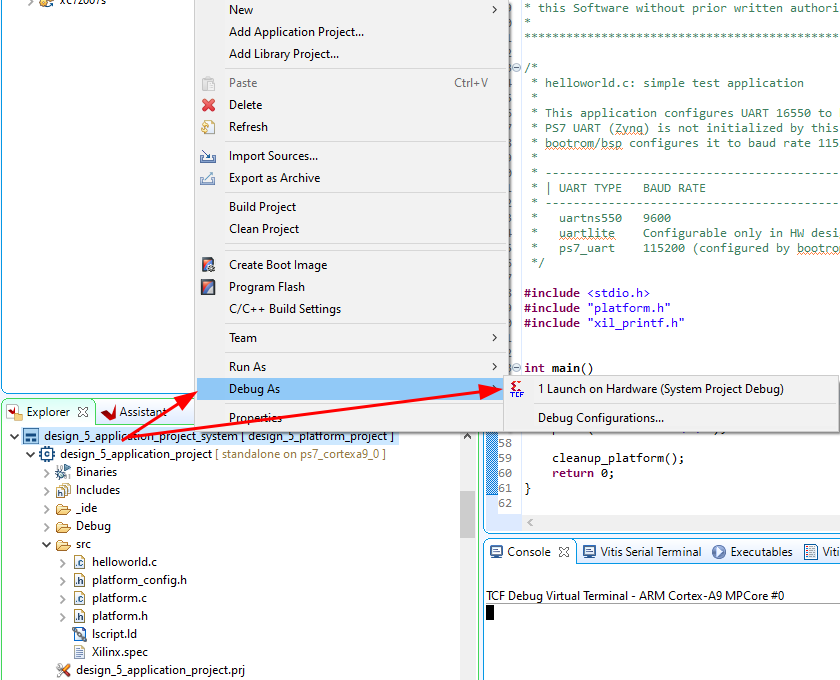 xc7z007s
New
Add Application Project...
Add Library Project...
Paste Ctrl+V
Delete
Refresh
Import Sources...
Export as Archive
Build Project
Clean Project
Create Boot Image
Program Flash
C/C++ Build Settings
Team
Run As
Debug As
Properties
1 Launch on Hardware (System Project Debug)
Debug Configurations...
* this Software without prior written authori
*
*********************************************
/*
* helloworld.c: simple test application
*
* This application configures UART 16550 to
* PS7 UART (Zynq) is not initialized by this
* bootrom/bsp configures it to baud rate 115
*
* ------------------------------------------
* | UART TYPE   BAUD RATE
* ------------------------------------------
*   uartns550   9600
*   uartlite    Configurable only in HW desi
*   ps7_uart    115200 (configured by bootrom
*/
#include <stdio.h>
#include "platform.h"
#include "xil_printf.h"
int main()
58
59 cleanup_platform();
60 return 0;
61 }
62
Explorer
Assistant
design_5_application_project_system [ design_5_platform_project ]
design_5_application_project [ standalone on ps7_cortexa9_0 ]
Binaries
Includes
_ide
Debug
src
helloworld.c
platform_config.h
platform.c
platform.h
lscript.ld
Xilinx.spec
design_5_application_project.prj
Console
Vitis Serial Terminal
Executables
Viti
TCF Debug Virtual Terminal - ARM Cortex-A9 MPCore #0
TCF